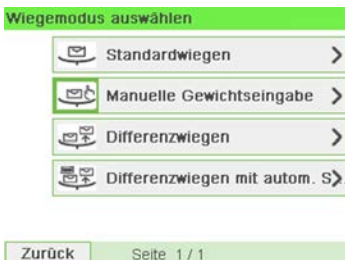 Wiegemodus auswählen
Standardwiegen
Manuelle Gewichtseingabe
Differenzwiegen
Differenzwiegen mit autom. S
Zurück Seite 1/1